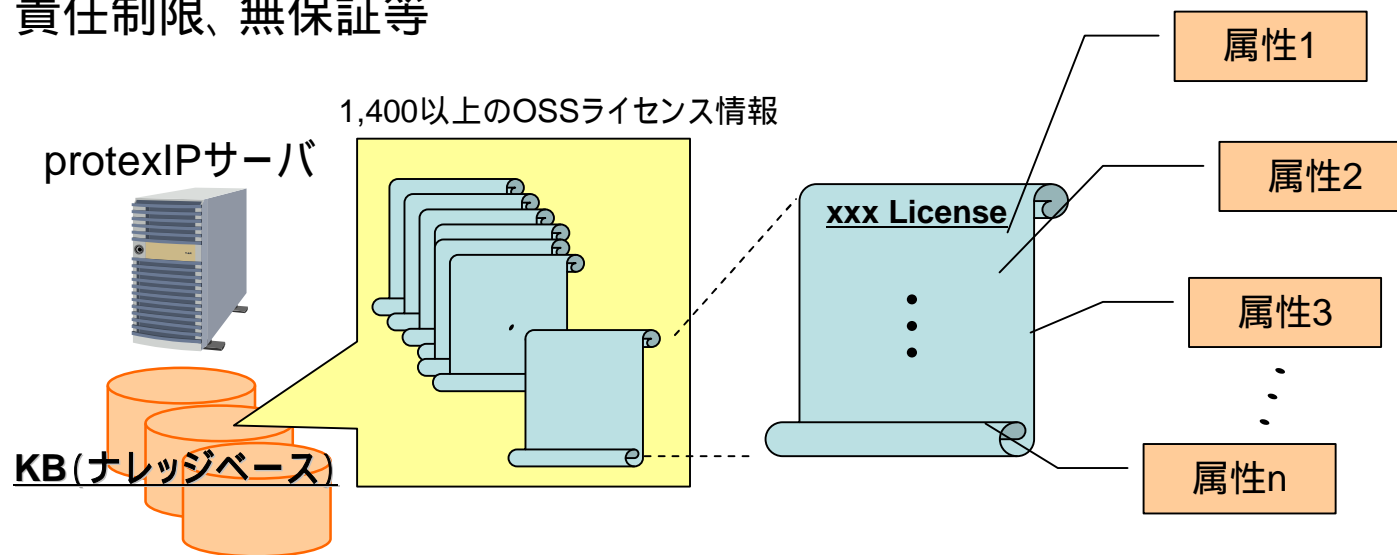 責任制限、無保証等
1,400以上のOSSライセンス情報
protexIPサーバ
KB(ナレッジベース)
xxx License
属性1
属性2
属性3
属性n